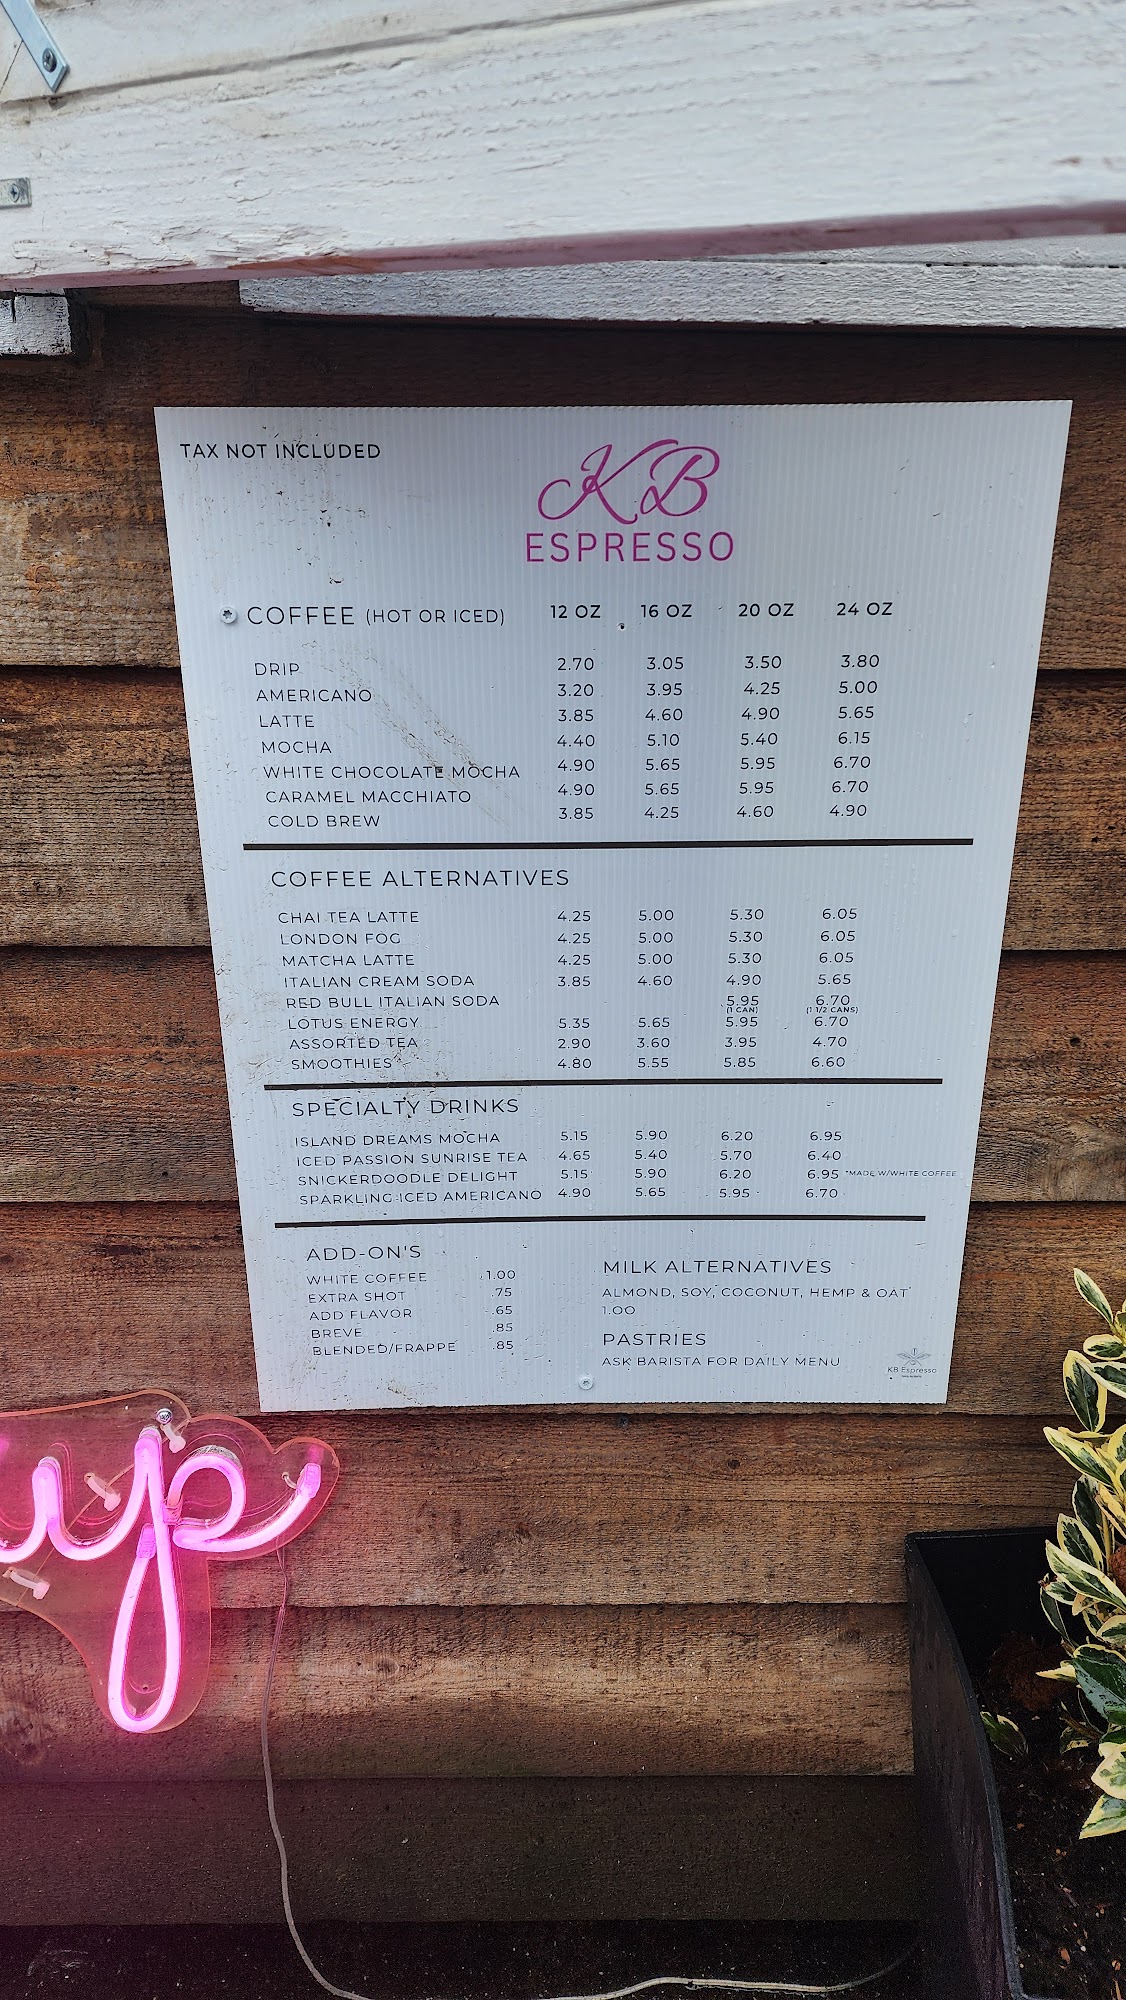 TAX NOT INCLUDED
KB
ESPRESSO
COFFEE (HOT OR ICED) 12 OZ 16 OZ 20 OZ 24 OZ
DRIP 2.70 3.05 3.50 3.80
AMERICANO 3.20 3.95 4.25 5.00
LATTE 3.85 4.60 4.90 5.65
MOCHA 4.40 5.10 5.40 6.15
WHITE CHOCOLATE MOCHA 4.90 5.65 5.95 6.70
CARAMEL MACCHIATO 4.90 5.65 5.95 6.70
COLD BREW 3.85 4.25 4.60 4.90
COFFEE ALTERNATIVES
CHAI TEA LATTE 4.25 5.00 5.30 6.05
LONDON FOG 4.25 5.00 5.30 6.05
MATCHA LATTE 4.25 5.00 5.30 6.05
ITALIAN CREAM SODA 3.85 4.60 4.90 5.65
RED BULL ITALIAN SODA 5.95 6.70
(1 CAN) (1 1/2 CANS)
LOTUS ENERGY 5.35 5.65 5.95 6.70
ASSORTED TEA 2.90 3.60 3.95 4.70
SMOOTHIES 4.80 5.55 5.85 6.60
SPECIALTY DRINKS
ISLAND DREAMS MOCHA 5.15 5.90 6.20 6.95
ICED PASSION SUNRISE TEA 4.65 5.40 5.70 6.40
SNICKERDOODLE DELIGHT 5.15 5.90 6.20 6.95 *MADE W/WHITE COFFEE
SPARKLING ICED AMERICANO 4.90 5.65 5.95 6.70
ADD-ON'S
WHITE COFFEE 1.00
EXTRA SHOT .75
ADD FLAVOR .65
BREVE .85
BLENDED/FRAPPE .85
MILK ALTERNATIVES
ALMOND, SOY, COCONUT, HEMP & OAT
1.00
PASTRIES
ASK BARISTA FOR DAILY MENU
KB Espresso
up